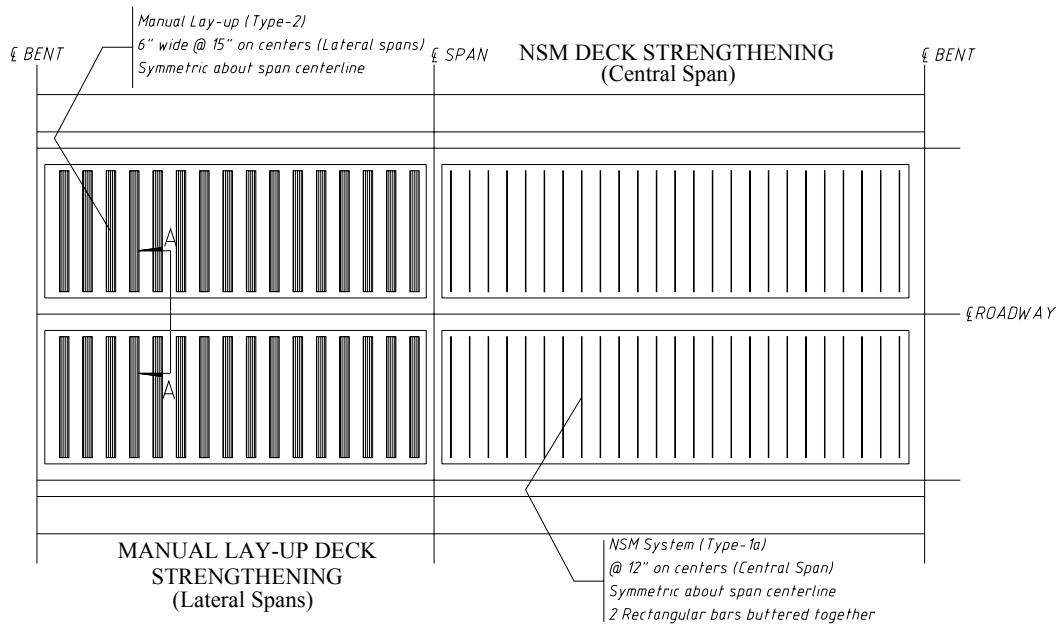 Manual Lay-up (Type-2)
6" wide @ 15" on centers (Lateral spans)
Symmetric about span centerline
℄ BENT
℄ SPAN
NSM DECK STRENGTHENING
(Central Span)
℄ BENT
A
℄ ROADWAY
A
MANUAL LAY-UP DECK
STRENGTHENING
(Lateral Spans)
NSM System (Type-1a)
@ 12" on centers (Central Span)
Symmetric about span centerline
2 Rectangular bars buttered together